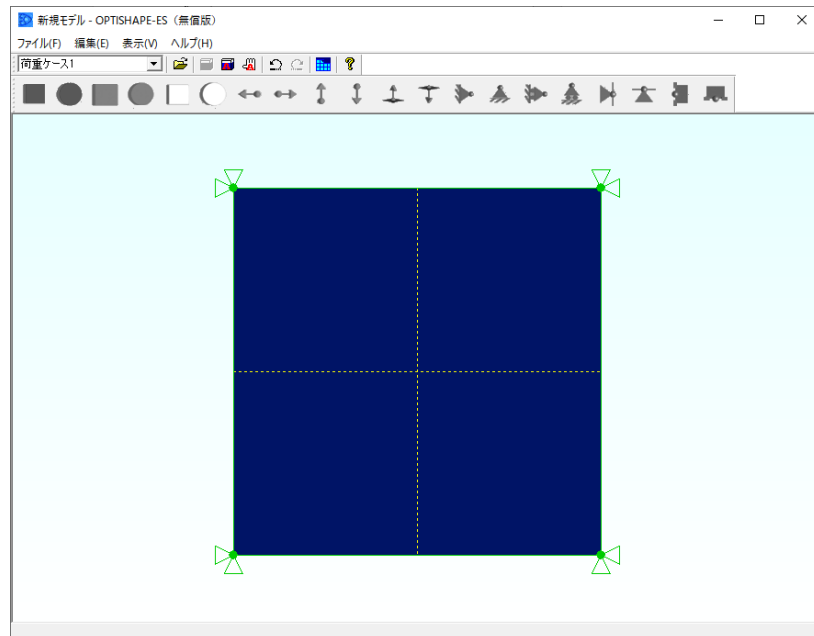 新規モデル - OPTISHAPE-ES（無償版）
ファイル(F) 編集(E) 表示(V) ヘルプ(H)
荷重ケース1